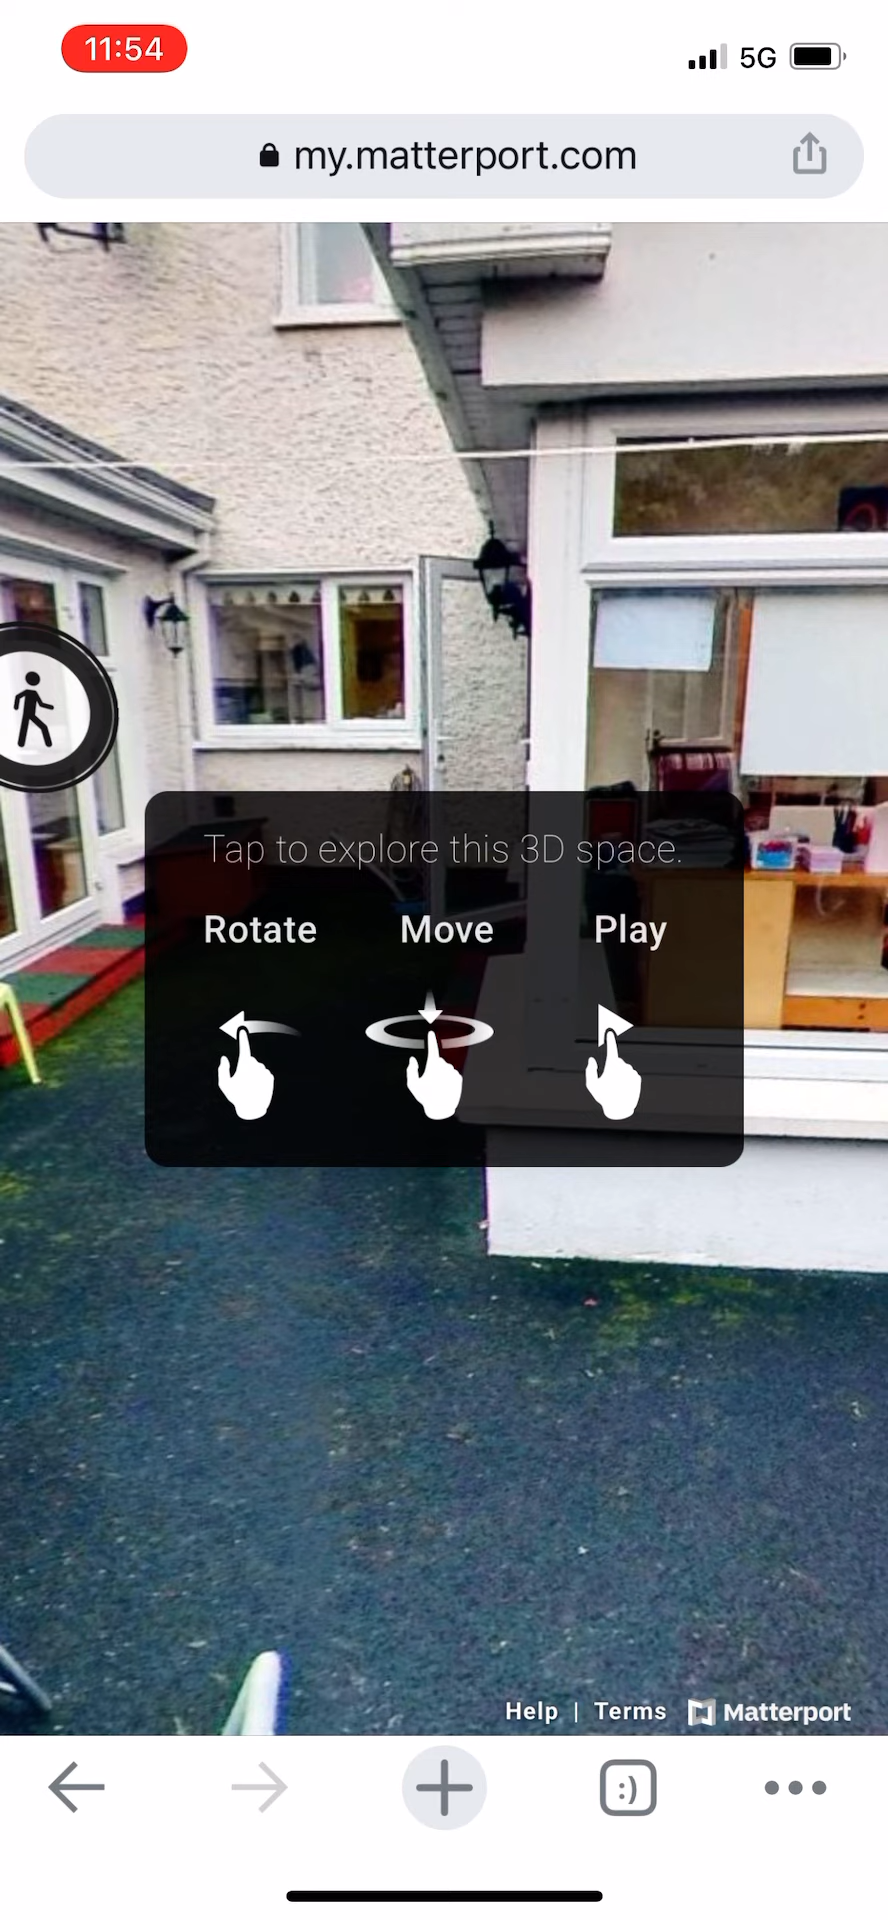 11:54
5G
my.matterport.com
Tap to explore this 3D space.
Rotate Move Play
Help | Terms Matterport
:)